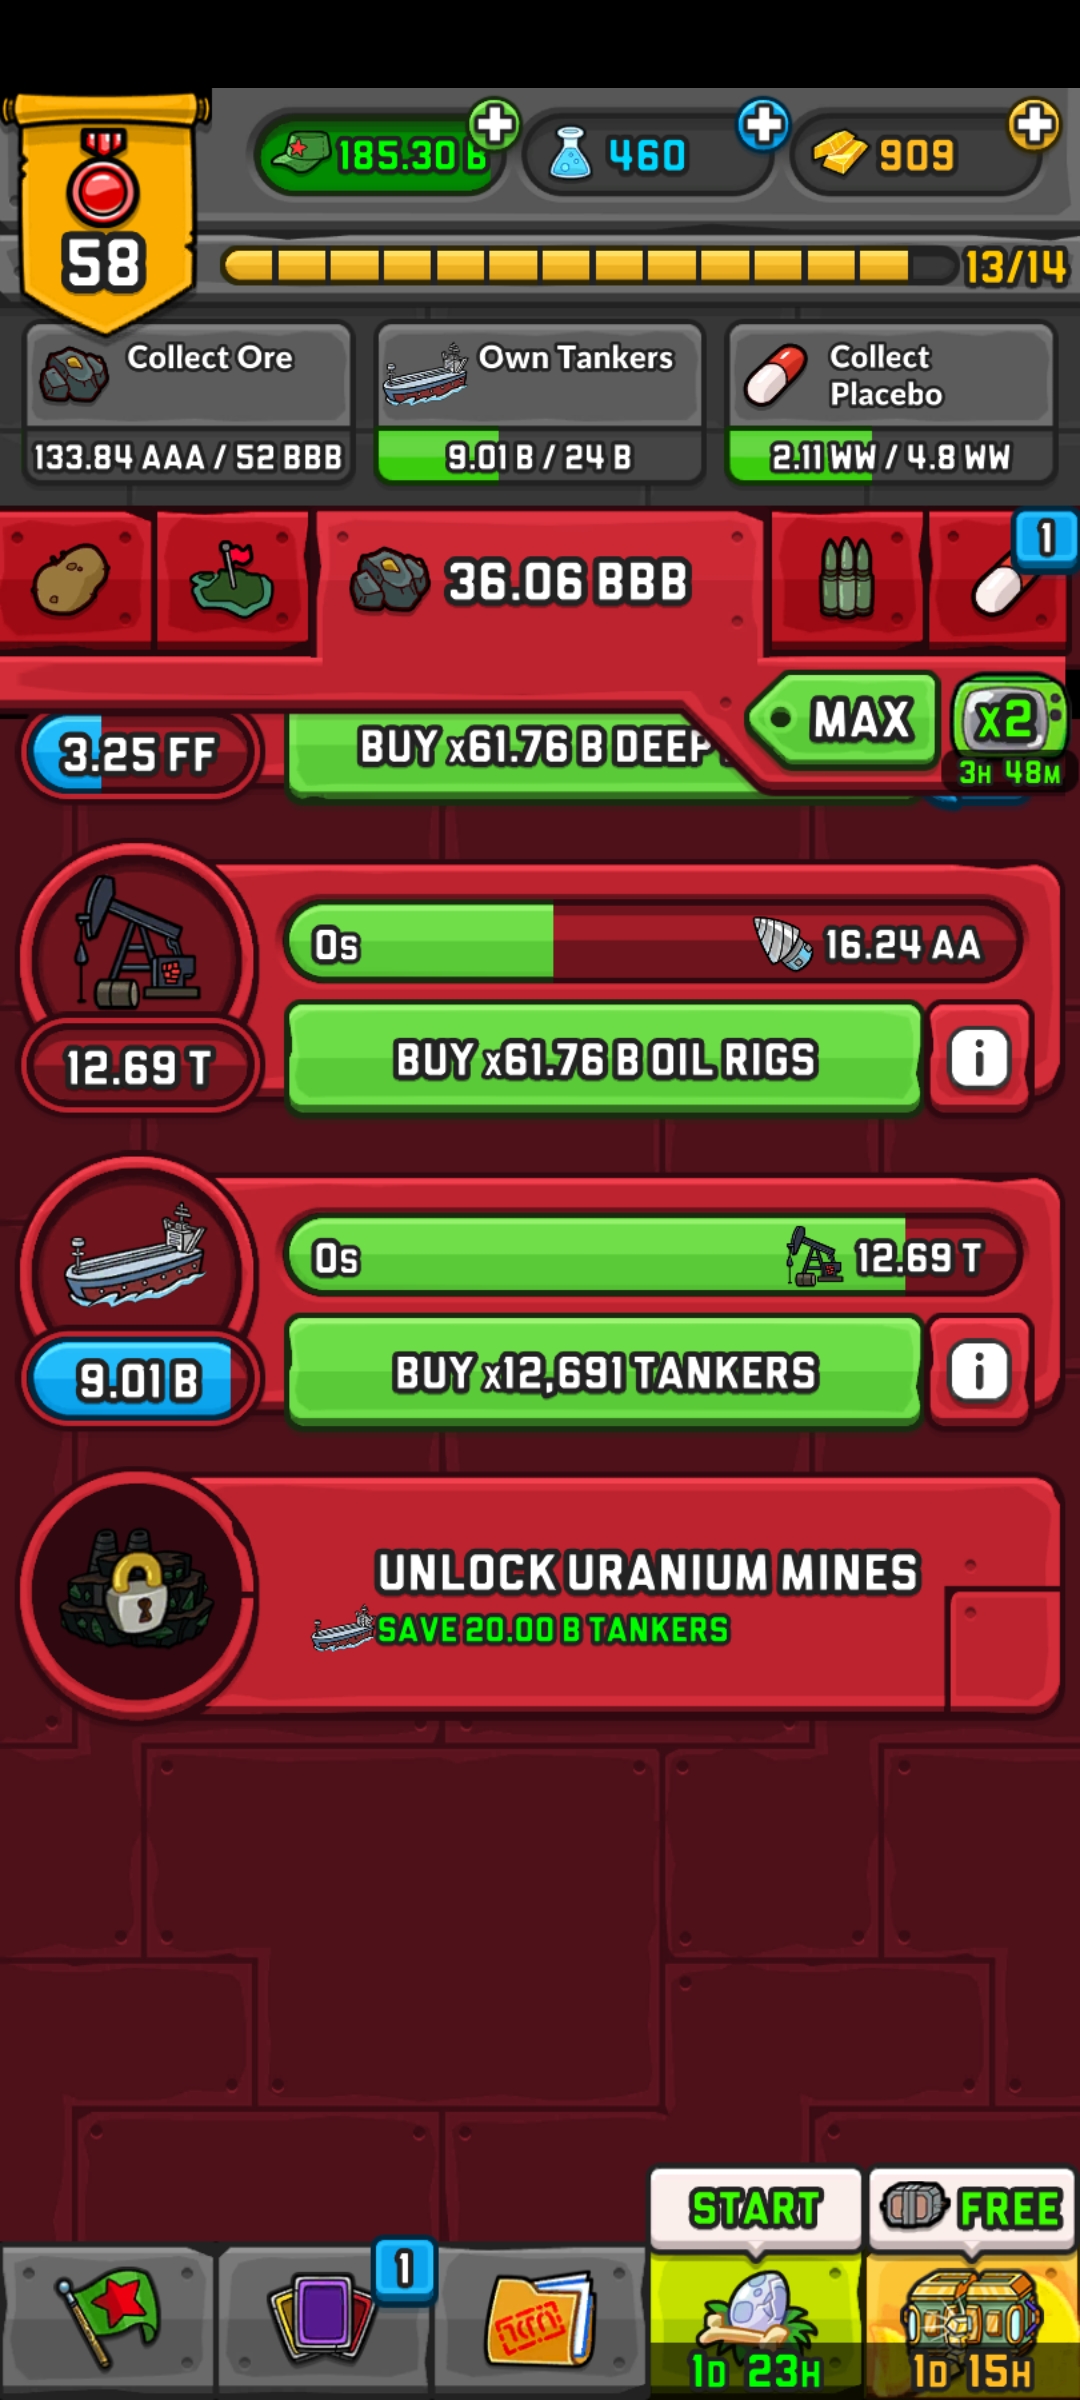 58
185.30 B
460
909
13/14
Collect Ore
133.84 AAA / 52 BBB
Own Tankers
9.01 B / 24 B
Collect
Placebo
2.11 WW / 4.8 WW
36.06 BBB
1
MAX
x2
3H 48M
3.25 FF
BUY x61.76 B DEEP
0s
16.24 AA
12.69 T
BUY x61.76 B OIL RIGS
i
0s
12.69 T
9.01 B
BUY x12,691 TANKERS
i
UNLOCK URANIUM MINES
SAVE 20.00 B TANKERS
START
FREE
1
1D 23H
1D 15H